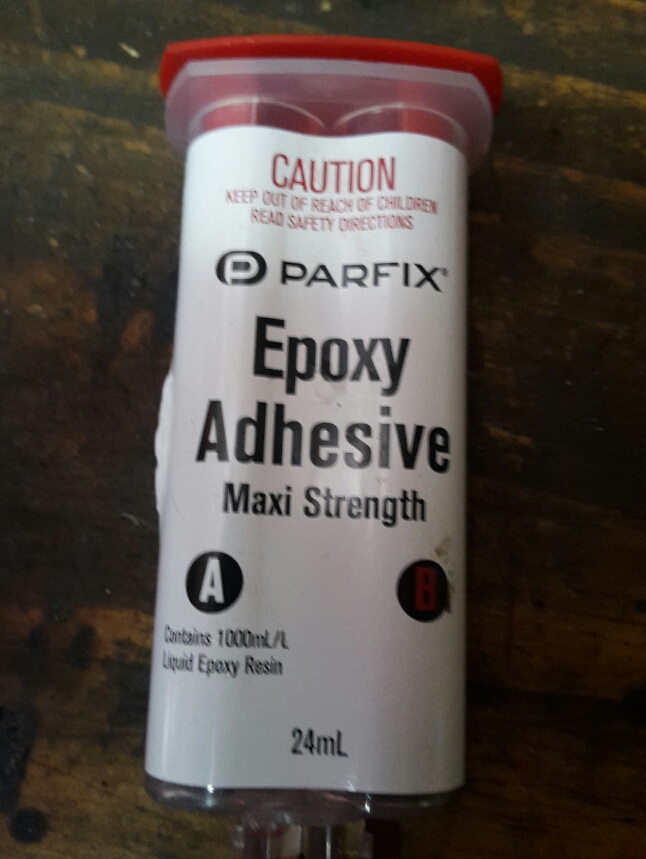 CAUTION
KEEP OUT OF REACH OF CHILDREN
READ SAFETY DIRECTIONS
P PARFIX®
Epoxy
Adhesive
Maxi Strength
A B
Contains 1000mL/L
Liquid Epoxy Resin
24mL